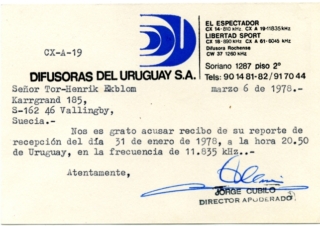 EL ESPECTADOR
CX 14-810 kHz CX A 19-11835 kHz
LIBERTAD SPORT
CX 18-890 kHz CX A 61-6045 kHz
Difusora Rochense
CW 37 1260 kHz
CX-A-19
DIFUSORAS DEL URUGUAY S.A.
Soriano 1287 piso 2º
Tels: 90 14 81-82/91 70 44
Señor Tor-Henrik Ekblom
marzo 6 de 1978.-
Karrgrand 185,
S-162 46 Vallingby,
Suecia.-
Nos es grato acusar recibo de su reporte de
recepción del día 31 de enero de 1978, a la hora 20.50
de Uruguay, en la frecuencia de 11.835 kHz..-
Atentamente,
JORGE CUBILO
DIRECTOR APODERADO